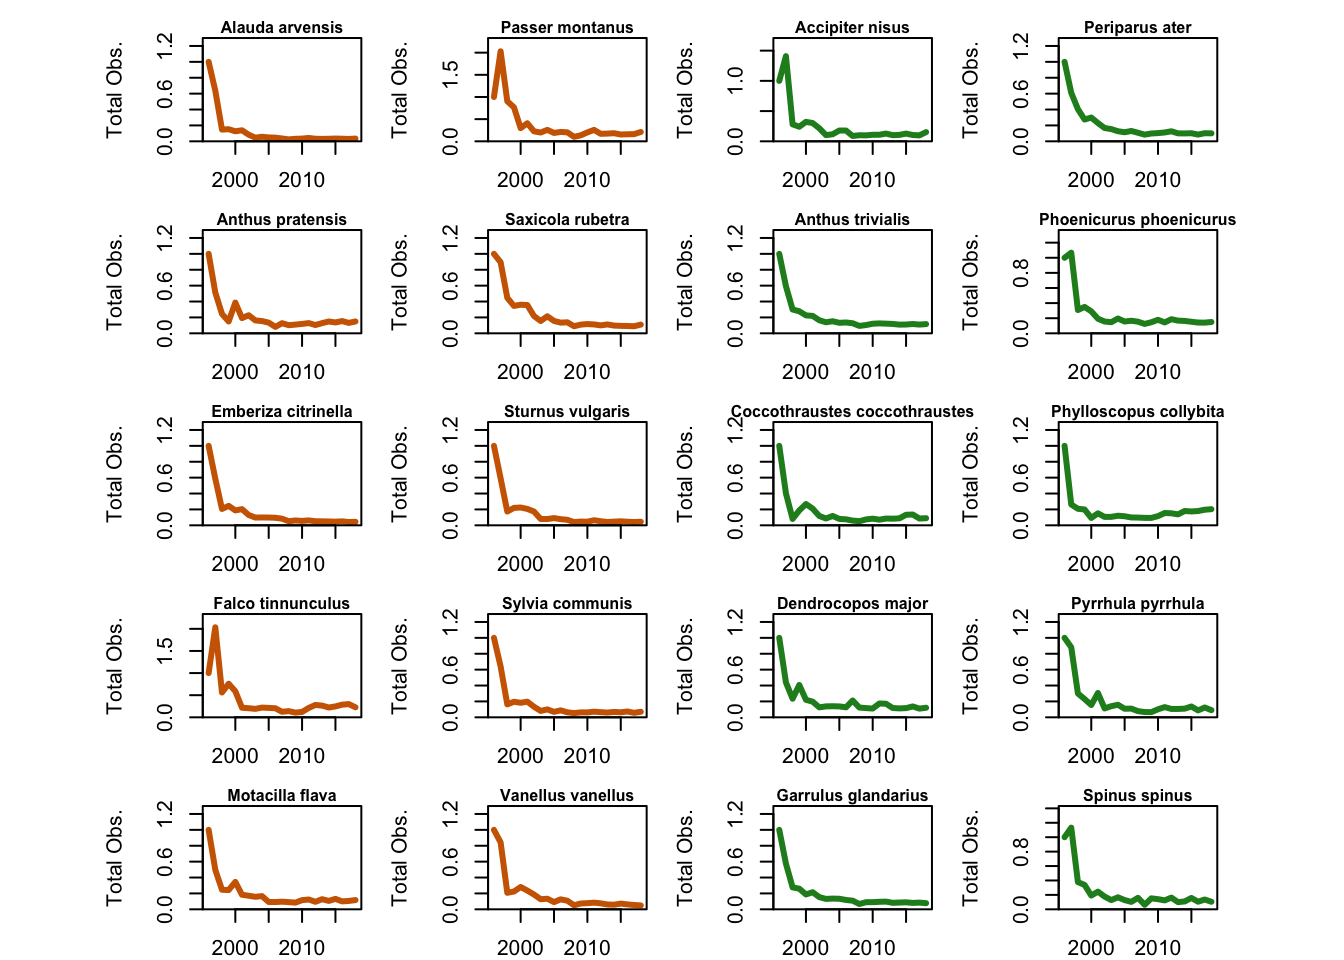 Alauda arvensis
Total Obs.
0.0 0.6 1.2
2000 2010
Passer montanus
Total Obs.
0.0 1.5
2000 2010
Accipiter nisus
Total Obs.
0.0 1.0
2000 2010
Periparus ater
Total Obs.
0.0 0.6 1.2
2000 2010
Anthus pratensis
Total Obs.
0.0 0.6 1.2
2000 2010
Saxicola rubetra
Total Obs.
0.0 0.6 1.2
2000 2010
Anthus trivialis
Total Obs.
0.0 0.6 1.2
2000 2010
Phoenicurus phoenicurus
Total Obs.
0.0 0.8
2000 2010
Emberiza citrinella
Total Obs.
0.0 0.6 1.2
2000 2010
Sturnus vulgaris
Total Obs.
0.0 0.6 1.2
2000 2010
Coccothraustes coccothraustes
Total Obs.
0.0 0.6 1.2
2000 2010
Phylloscopus collybita
Total Obs.
0.0 0.6 1.2
2000 2010
Falco tinnunculus
Total Obs.
0.0 1.5
2000 2010
Sylvia communis
Total Obs.
0.0 0.6 1.2
2000 2010
Dendrocopos major
Total Obs.
0.0 0.6 1.2
2000 2010
Pyrrhula pyrrhula
Total Obs.
0.0 0.6 1.2
2000 2010
Motacilla flava
Total Obs.
0.0 0.6 1.2
2000 2010
Vanellus vanellus
Total Obs.
0.0 0.6 1.2
2000 2010
Garrulus glandarius
Total Obs.
0.0 0.6 1.2
2000 2010
Spinus spinus
Total Obs.
0.0 0.8
2000 2010